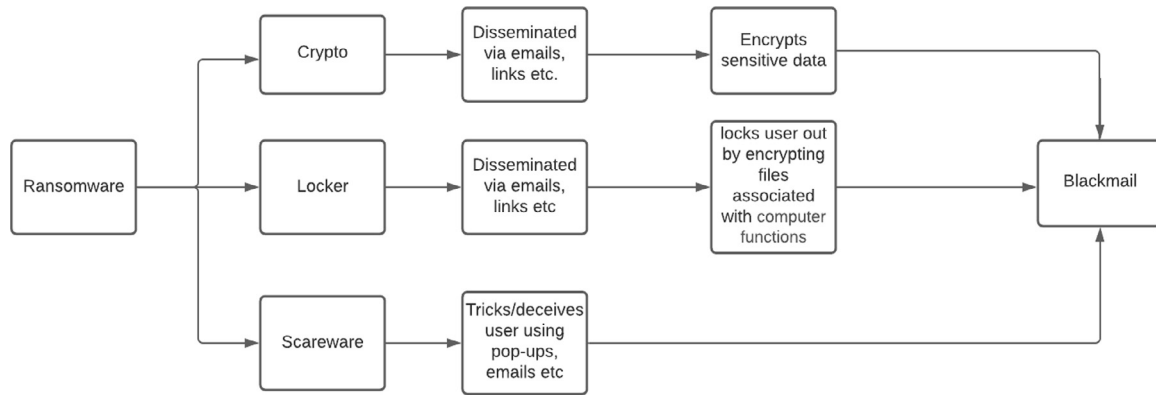 Ransomware
Crypto
Disseminated
via emails,
links etc.
Encrypts
sensitive data
Locker
Disseminated
via emails,
links etc
locks user out
by encrypting
files
associated
with computer
functions
Scareware
Tricks/deceives
user using
pop-ups,
emails etc
Blackmail